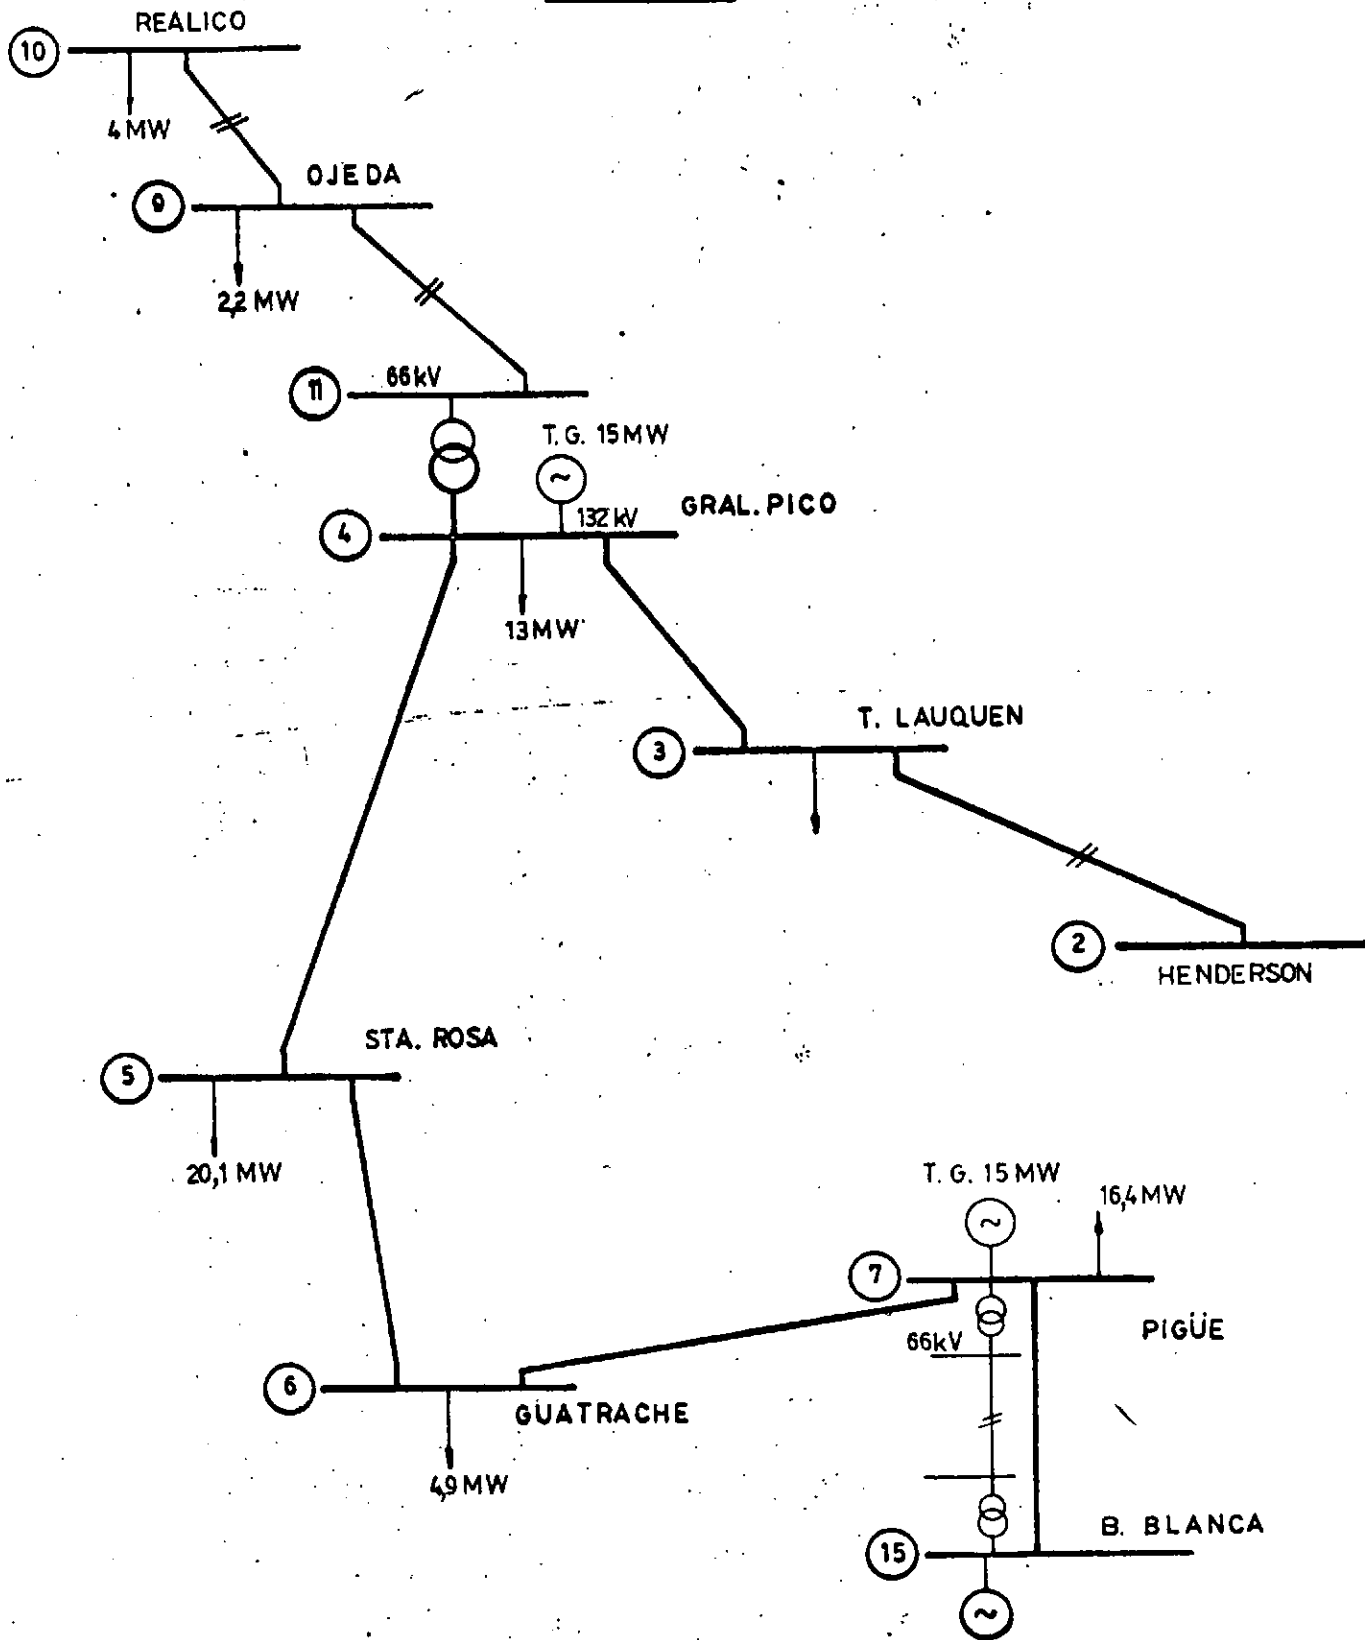 REALICO
10
4 MW
OJEDA
9
2,2 MW
66 kV
11
T. G. 15 MW
132 kV
GRAL. PICO
4
13 MW
T. LAUQUEN
3
2
HENDERSON
STA. ROSA
5
20,1 MW
T. G. 15 MW
16,4 MW
7
66 kV
PIGÜE
6
GUATRACHE
4,9 MW
B. BLANCA
15